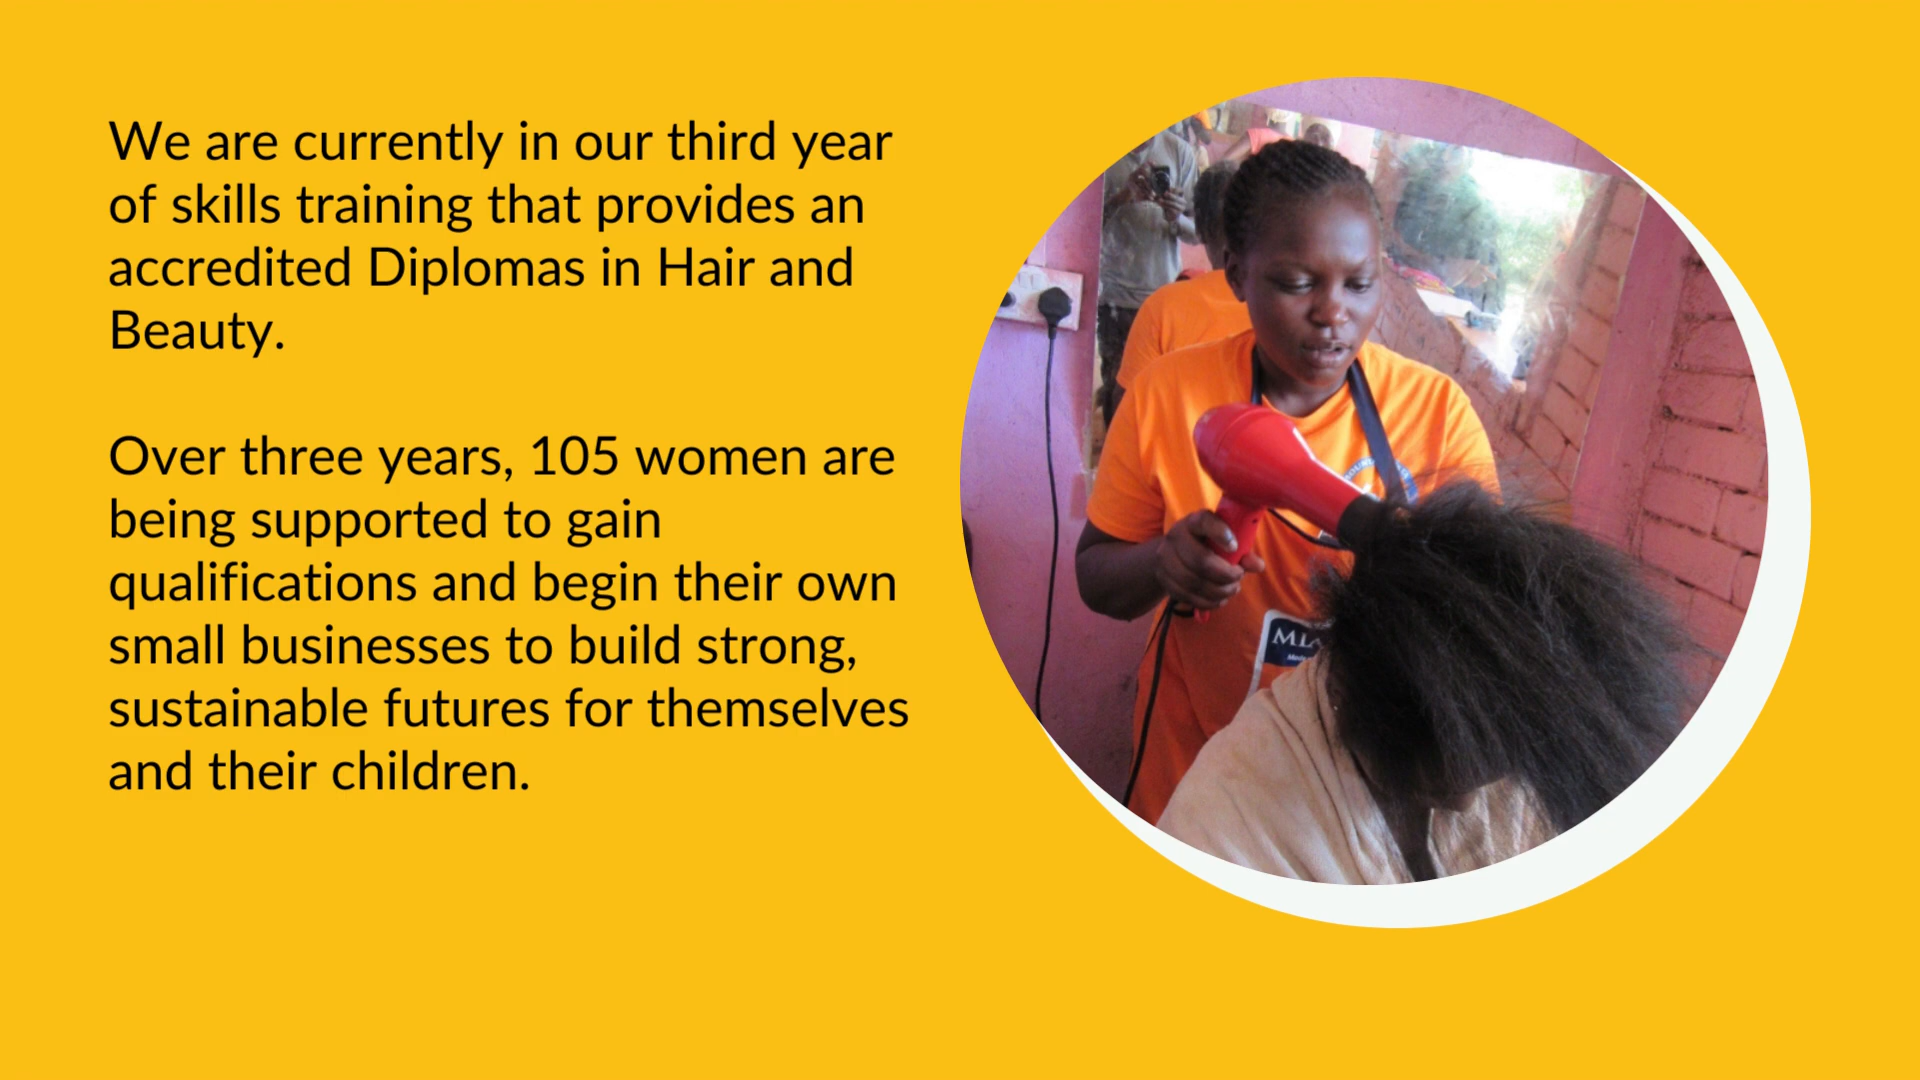 We are currently in our third year
of skills training that provides an
accredited Diplomas in Hair and
Beauty.
Over three years, 105 women are
being supported to gain
qualifications and begin their own
small businesses to build strong,
sustainable futures for themselves
and their children.